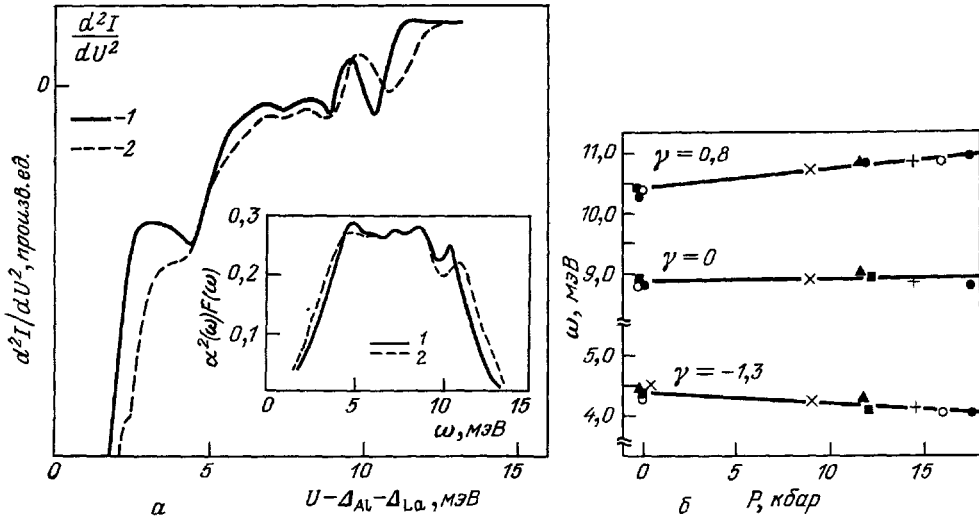 d²I
dU²
0
-1
-2
d²I/dU², произв.ед.
0,3
0,2
0,1
α²(ω)F(ω)
1
2
0 5 10 15
ω, мэВ
0 5 10 15
а U-Δ_Al-Δ_La, мэВ
11,0
10,0
9,0
8,0
5,0
4,0
ω, мэВ
γ = 0,8
γ = 0
γ = -1,3
0 5 10 15
б P, кбар